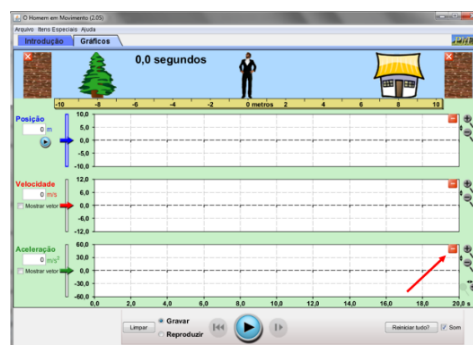 O Homem em Movimento (2.05)
Arquivo Itens Especiais Ajuda
Introdução Gráficos
0,0 segundos
-10 -8 -6 -4 -2 0 metros 2 4 6 8 10
Posição
0 m
10,0
5,0
0,0
-5,0
-10,0
Velocidade
0 m/s
Mostrar vetor
12,0
6,0
0,0
-6,0
-12,0
Aceleração
0 m/s²
Mostrar vetor
60,0
30,0
0,0
-30,0
-60,0
0,0 2,0 4,0 6,0 8,0 10,0 12,0 14,0 16,0 18,0 20,0 s
Limpar
Gravar
Reproduzir
Reiniciar tudo?
Som